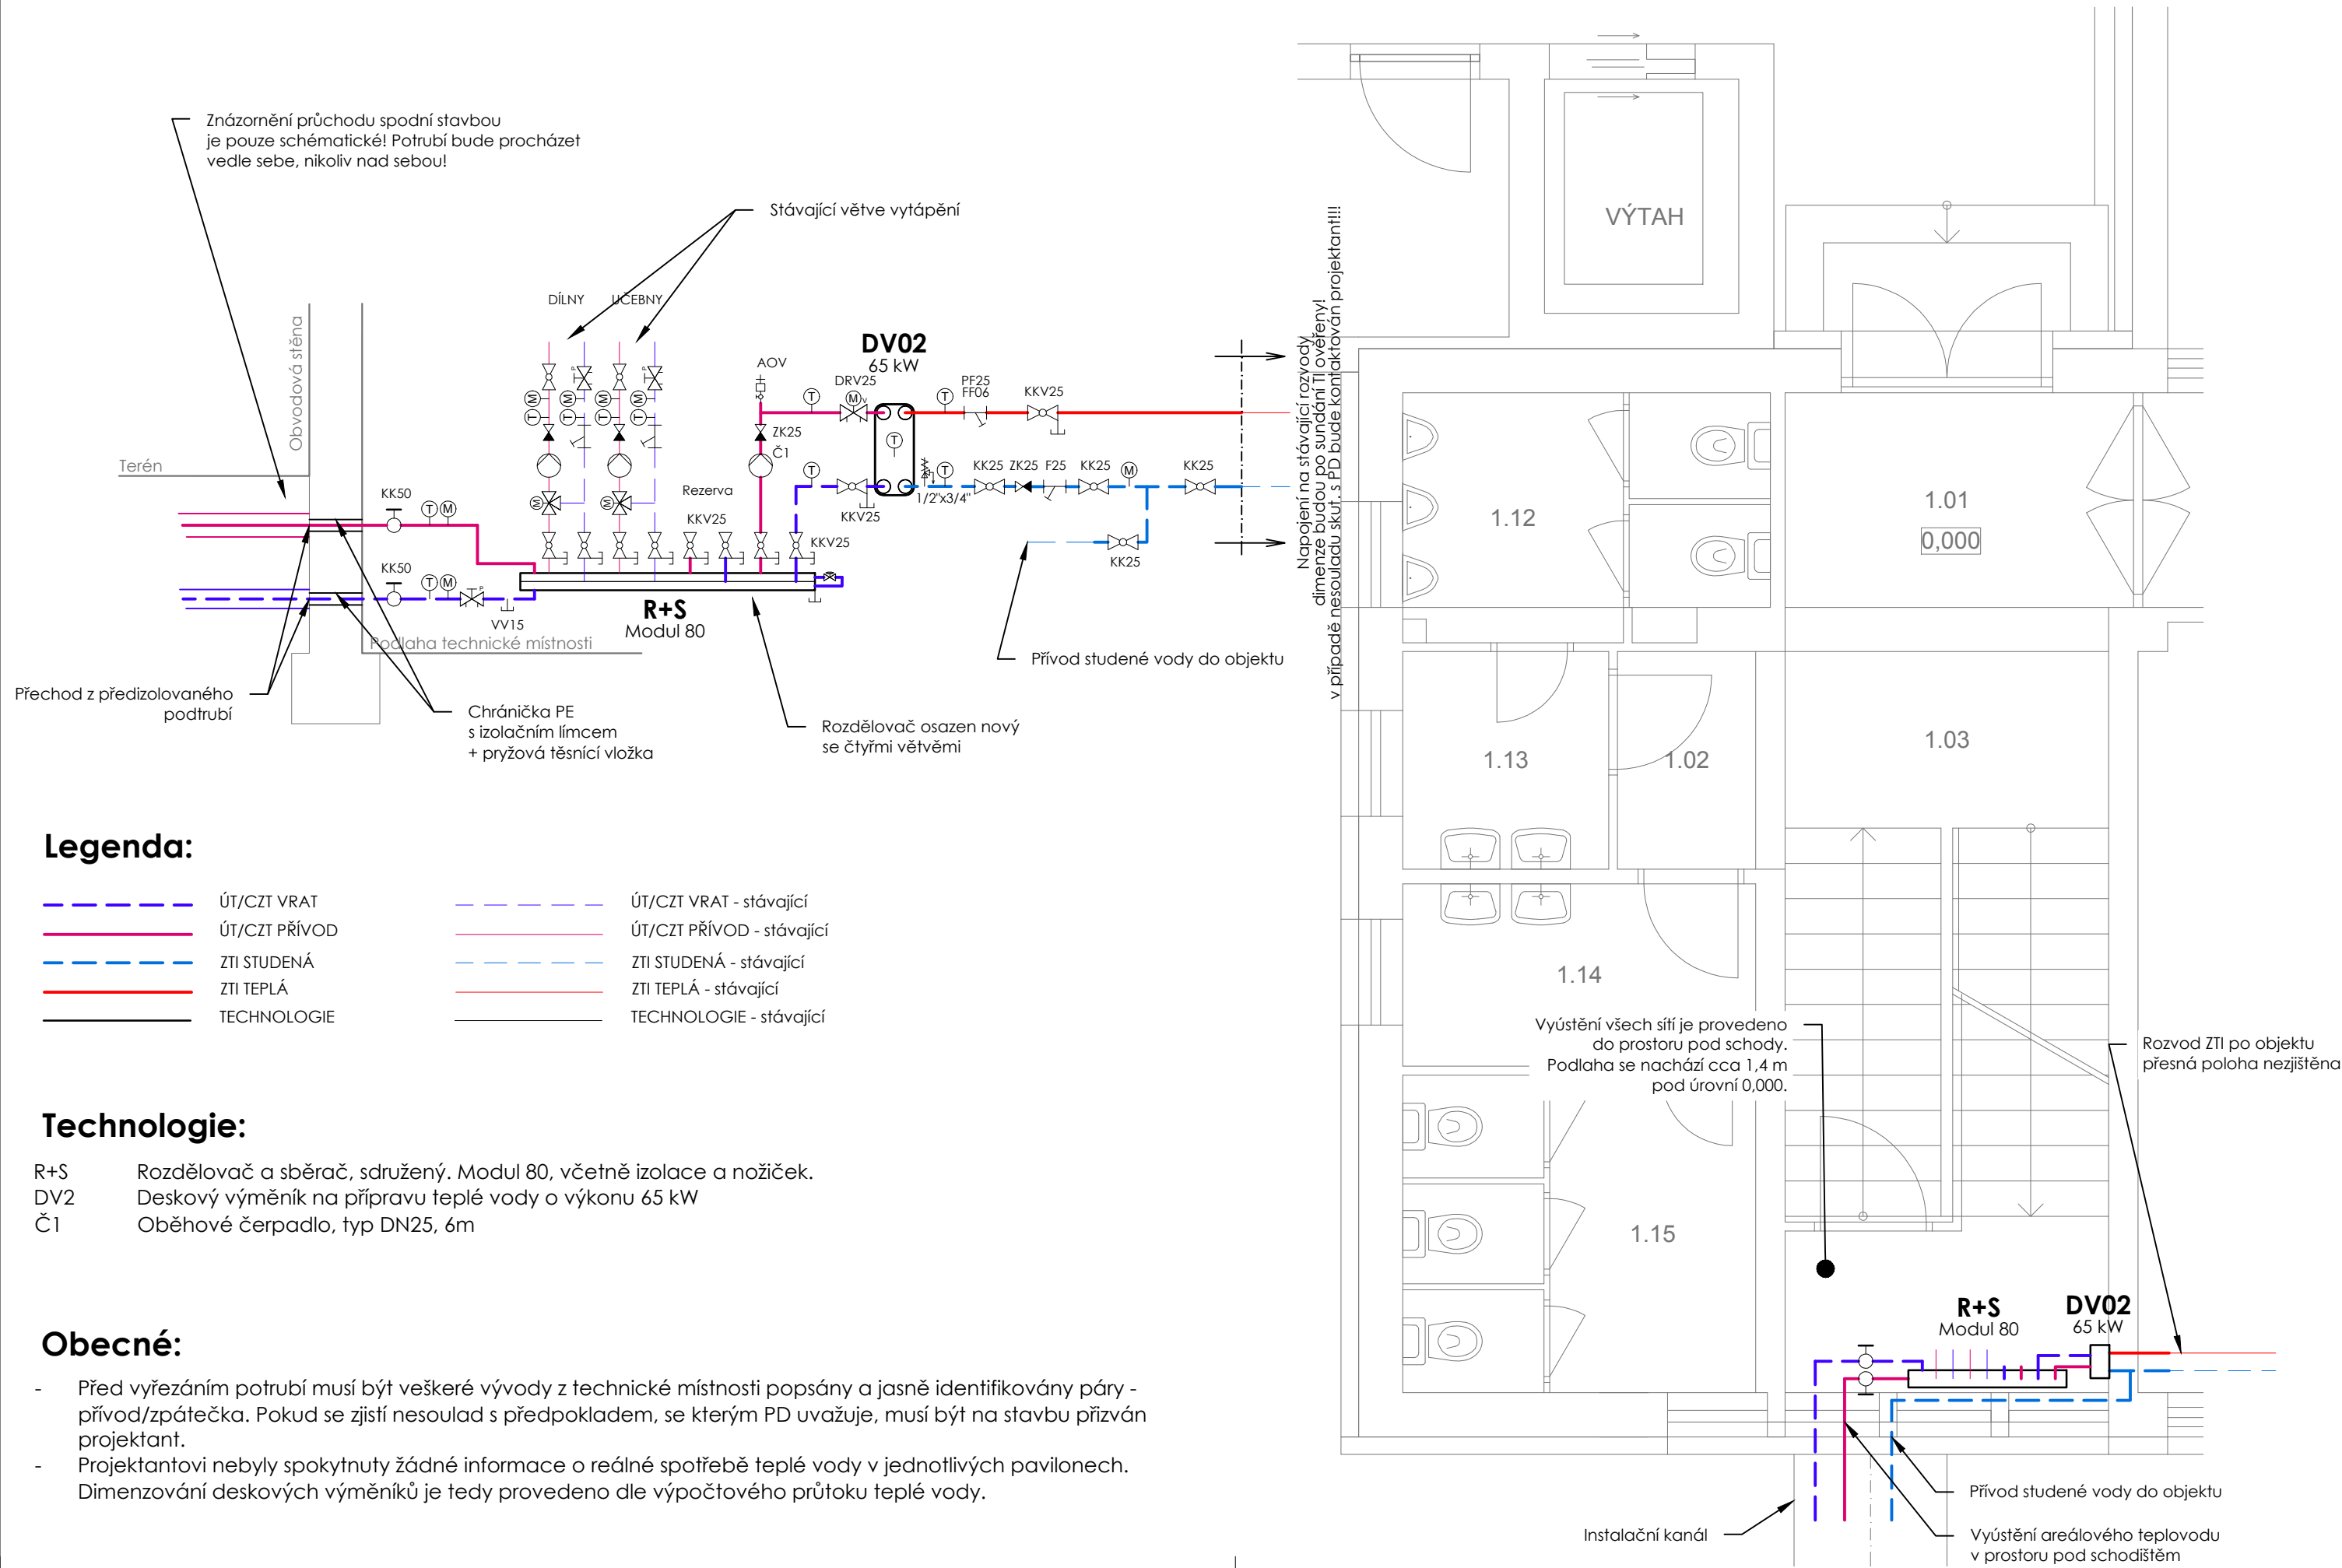 Znázornění průchodu spodní stavbou
je pouze schématické! Potrubí bude procházet
vedle sebe, nikoliv nad sebou!
Stávající větve vytápění
Obvodová stěna
Terén
DÍLNY
UČEBNY
AOV
DV02
65 kW
DRV25
PF25
FF06
KKV25
ZK25
Č1
T
M
P
V
KK25 ZK25 F25 KK25
M
KK25
1/2"x3/4"
KKV25
Rezerva
KKV25
KKV25
KK25
KK50
T M
KK50
T M
P
VV15
R+S
Modul 80
Podlaha technické místnosti
Přívod studené vody do objektu
Přechod z předizolovaného
podtrubí
Chránička PE
s izolačním límcem
+ pryžová těsnící vložka
Rozdělovač osazen nový
se čtyřmi větvěmi
Napojení na stávající rozvody,
dimenze budou po sundání TI ověřeny!
v případě nesouladu skut. s PD bude kontaktován projektant!!!
Legenda:
ÚT/CZT VRAT
ÚT/CZT PŘÍVOD
ZTI STUDENÁ
ZTI TEPLÁ
TECHNOLOGIE
ÚT/CZT VRAT - stávající
ÚT/CZT PŘÍVOD - stávající
ZTI STUDENÁ - stávající
ZTI TEPLÁ - stávající
TECHNOLOGIE - stávající
Technologie:
R+S Rozdělovač a sběrač, sdružený. Modul 80, včetně izolace a nožiček.
DV2 Deskový výměník na přípravu teplé vody o výkonu 65 kW
Č1 Oběhové čerpadlo, typ DN25, 6m
Obecné:
- Před vyřezáním potrubí musí být veškeré vývody z technické místnosti popsány a jasně identifikovány páry -
přívod/zpátečka. Pokud se zjistí nesoulad s předpokladem, se kterým PD uvažuje, musí být na stavbu přizván
projektant.
- Projektantovi nebyly spokytnuty žádné informace o reálné spotřebě teplé vody v jednotlivých pavilonech.
Dimenzování deskových výměníků je tedy provedeno dle výpočtového průtoku teplé vody.
VÝTAH
1.12
1.01
0,000
1.13
1.02
1.03
1.14
Vyústění všech sítí je provedeno
do prostoru pod schody.
Podlaha se nachází cca 1,4 m
pod úrovní 0,000.
Rozvod ZTI po objektu
přesná poloha nezjištěna
1.15
R+S
Modul 80
DV02
65 kW
Přívod studené vody do objektu
Instalační kanál
Vyústění areálového teplovodu
v prostoru pod schodištěm